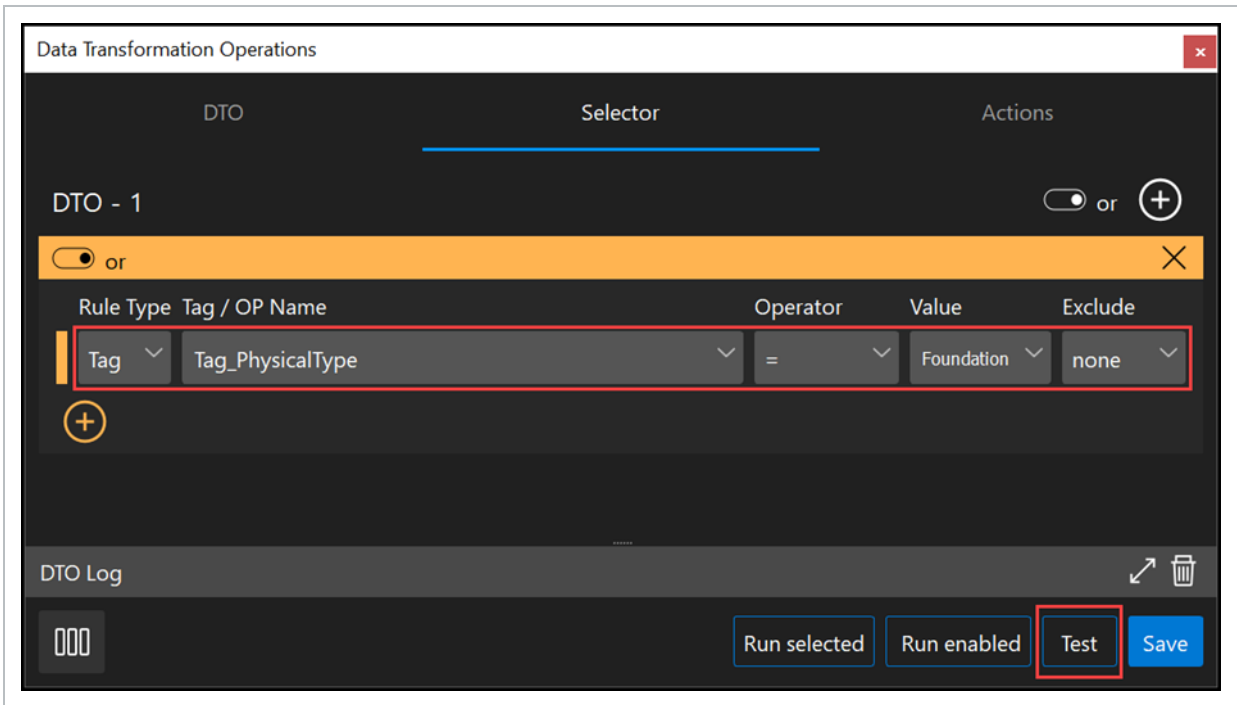 Data Transformation Operations
DTO Selector Actions
DTO - 1 or
or
Rule Type Tag / OP Name Operator Value Exclude
Tag Tag_PhysicalType = Foundation none
DTO Log
Run selected Run enabled Test Save